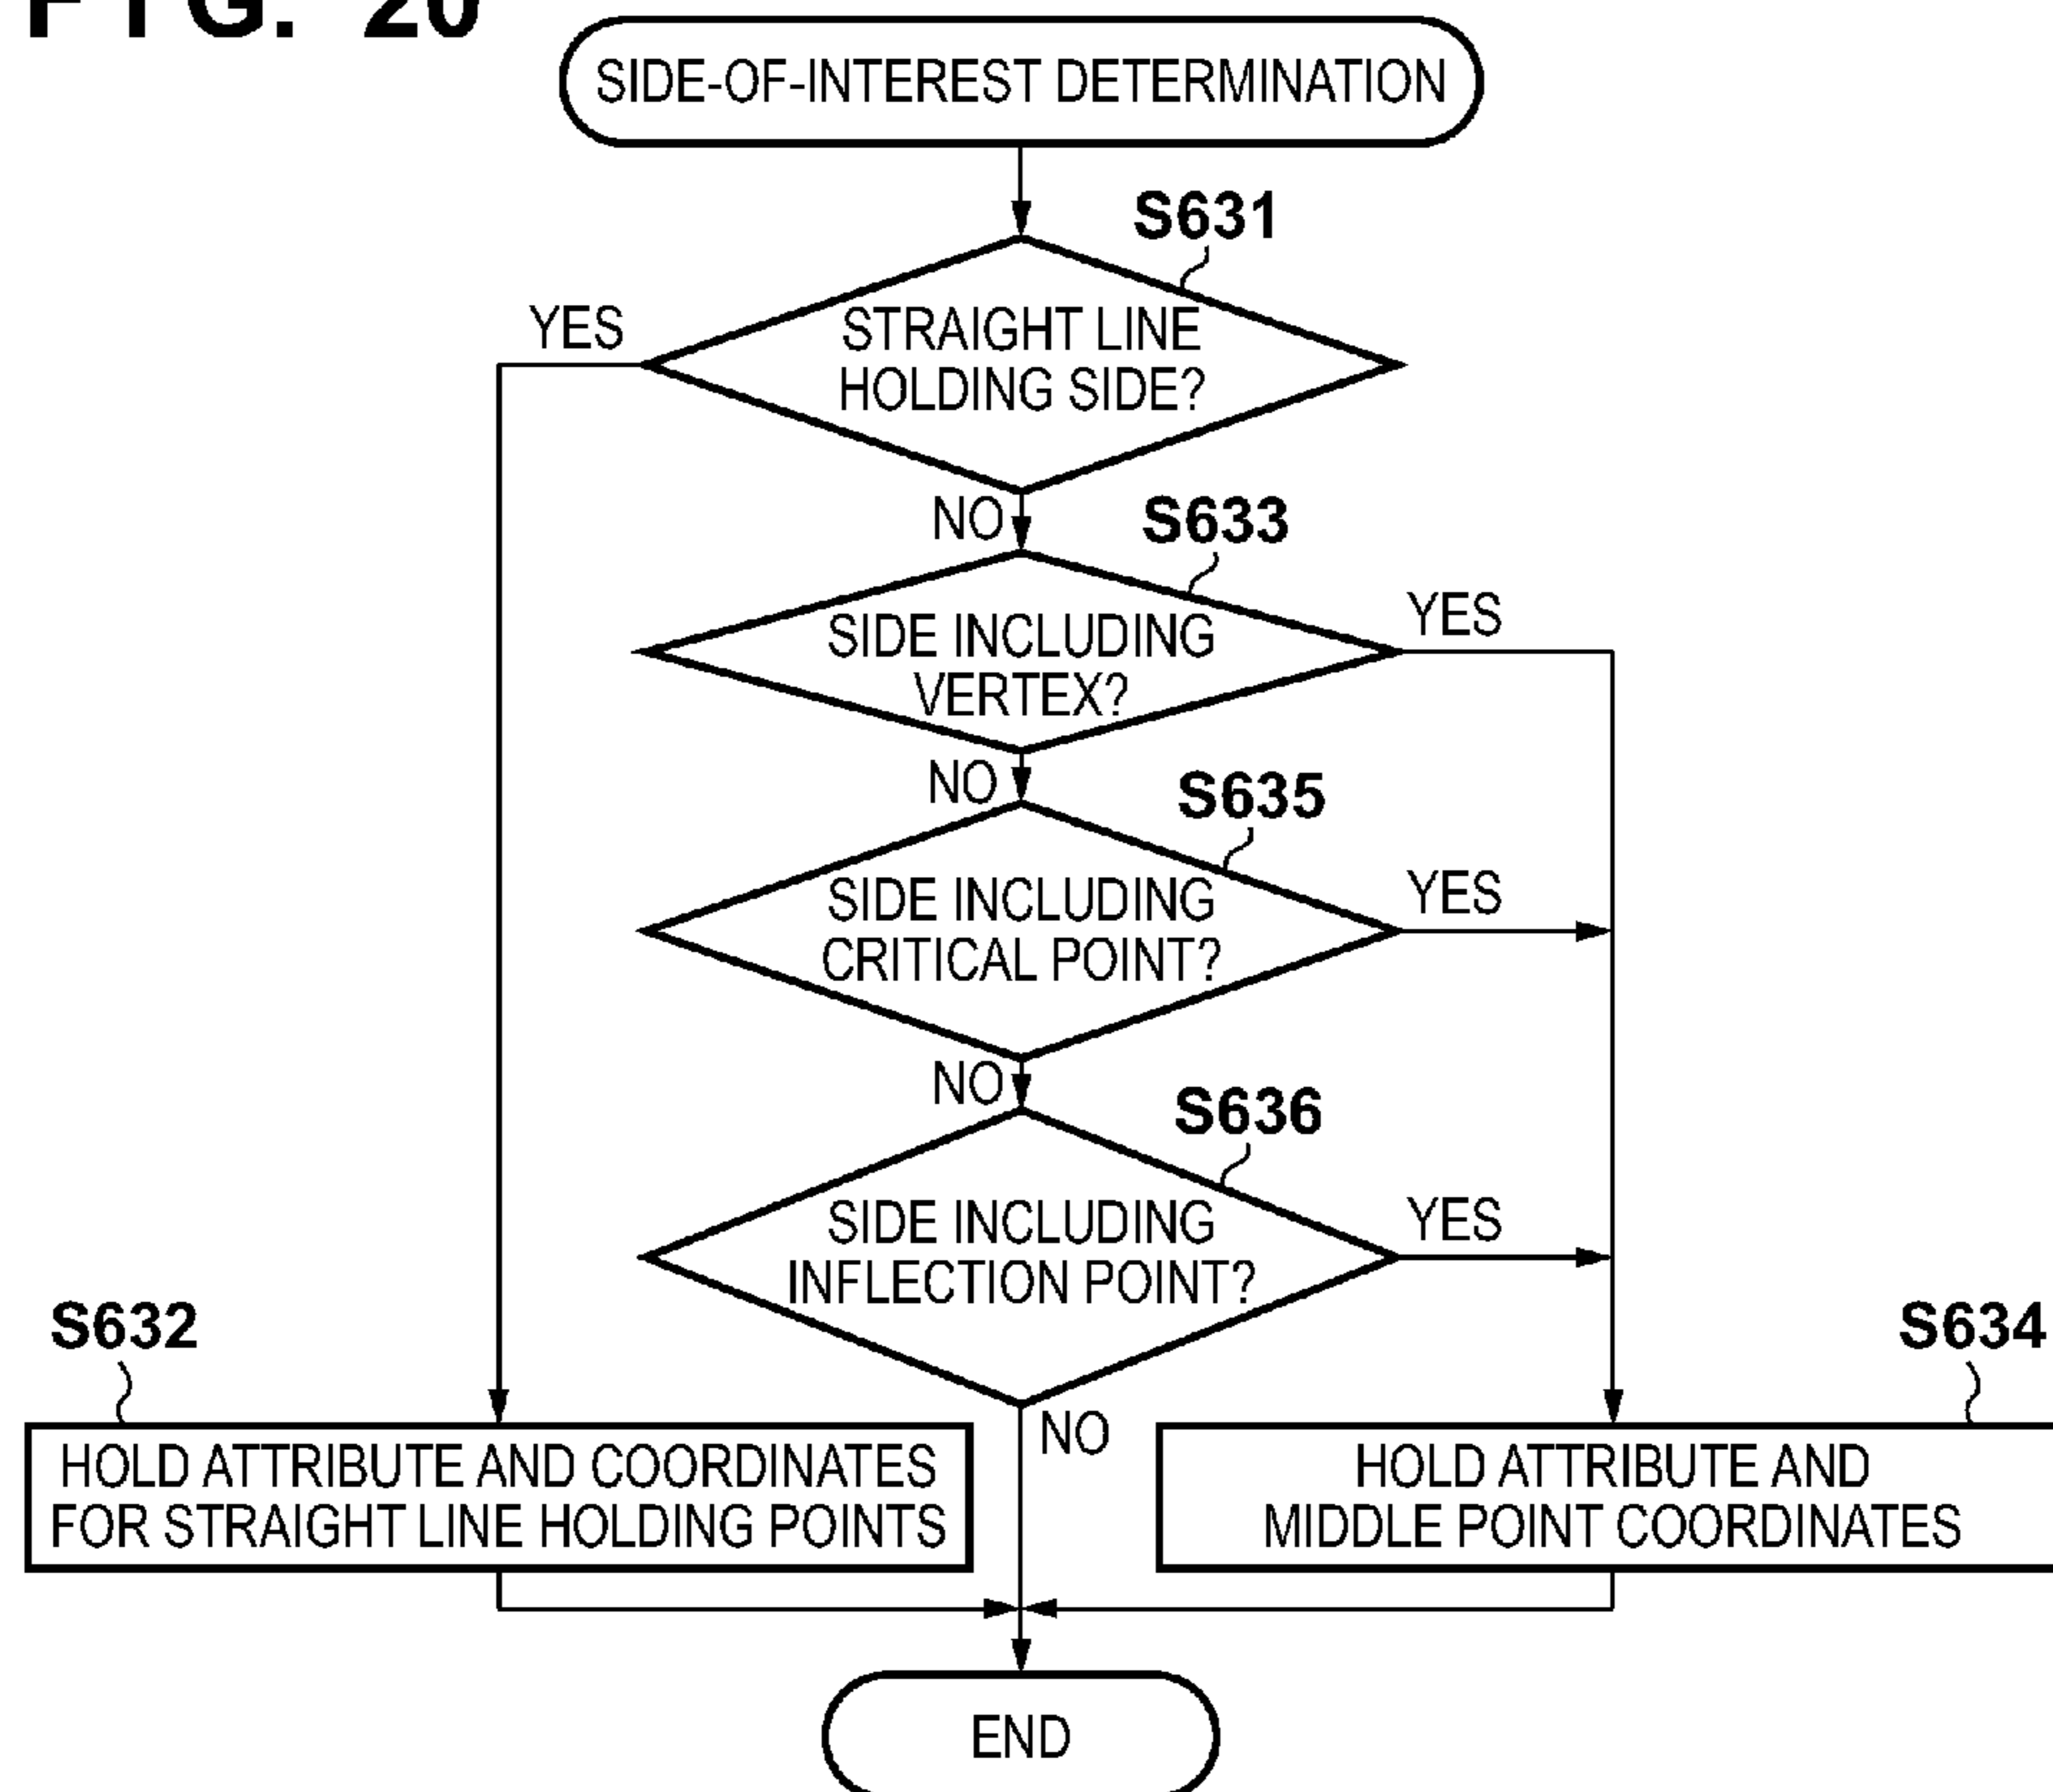 FIG. 20
SIDE-OF-INTEREST DETERMINATION
S631
YES
STRAIGHT LINE
HOLDING SIDE?
NO
S633
YES
SIDE INCLUDING
VERTEX?
NO
S635
YES
SIDE INCLUDING
CRITICAL POINT?
NO
S636
YES
SIDE INCLUDING
INFLECTION POINT?
S632
S634
NO
HOLD ATTRIBUTE AND COORDINATES
FOR STRAIGHT LINE HOLDING POINTS
HOLD ATTRIBUTE AND
MIDDLE POINT COORDINATES
END